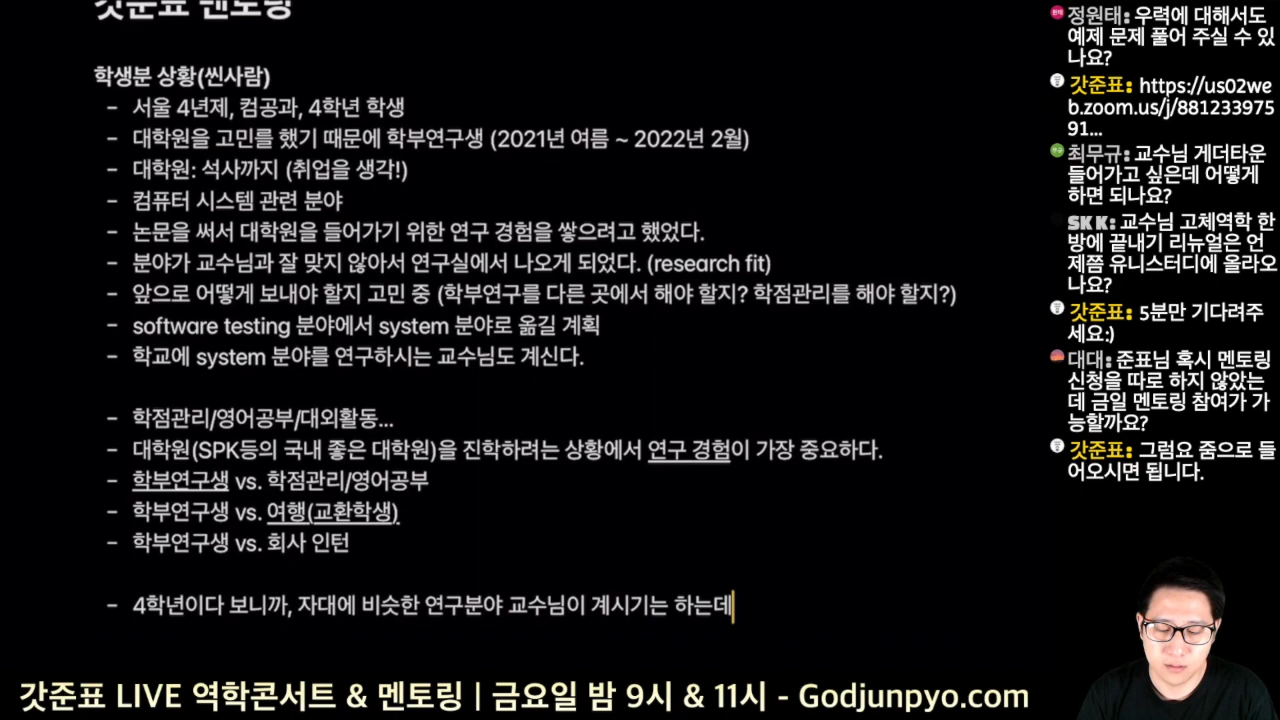 갓준표 멘토링
학생분 상황(씬사람)
- 서울 4년제, 컴공과, 4학년 학생
- 대학원을 고민를 했기 때문에 학부연구생 (2021년 여름 ~ 2022년 2월)
- 대학원: 석사까지 (취업을 생각!)
- 컴퓨터 시스템 관련 분야
- 논문을 써서 대학원을 들어가기 위한 연구 경험을 쌓으려고 했었다.
- 분야가 교수님과 잘 맞지 않아서 연구실에서 나오게 되었다. (research fit)
- 앞으로 어떻게 보내야 할지 고민 중 (학부연구를 다른 곳에서 해야 할지? 학점관리를 해야 할지?)
- software testing 분야에서 system 분야로 옮길 계획
- 학교에 system 분야를 연구하시는 교수님도 계신다.
- 학점관리/영어공부/대외활동...
- 대학원(SPK등의 국내 좋은 대학원)을 진학하려는 상황에서 연구 경험이 가장 중요하다.
- 학부연구생 vs. 학점관리/영어공부
- 학부연구생 vs. 여행(교환학생)
- 학부연구생 vs. 회사 인턴
- 4학년이다 보니까, 자대에 비슷한 연구분야 교수님이 계시기는 하는데
정원태: 우력에 대해서도
예제 문제 풀어 주실 수 있
나요?
갓준표: https://us02we
b.zoom.us/j/881233975
91...
최무규: 교수님 게더타운
들어가고 싶은데 어떻게
하면 되나요?
SK K: 교수님 고체역학 한
방에 끝내기 리뉴얼은 언
제쯤 유니스터디에 올라오
나요?
갓준표: 5분만 기다려주
세요:)
대대: 준표님 혹시 멘토링
신청을 따로 하지 않았는
데 금일 멘토링 참여가 가
능할까요?
갓준표: 그럼요 줌으로 들
어오시면 됩니다.
갓준표 LIVE 역학콘서트 & 멘토링 | 금요일 밤 9시 & 11시 - Godjunpyo.com